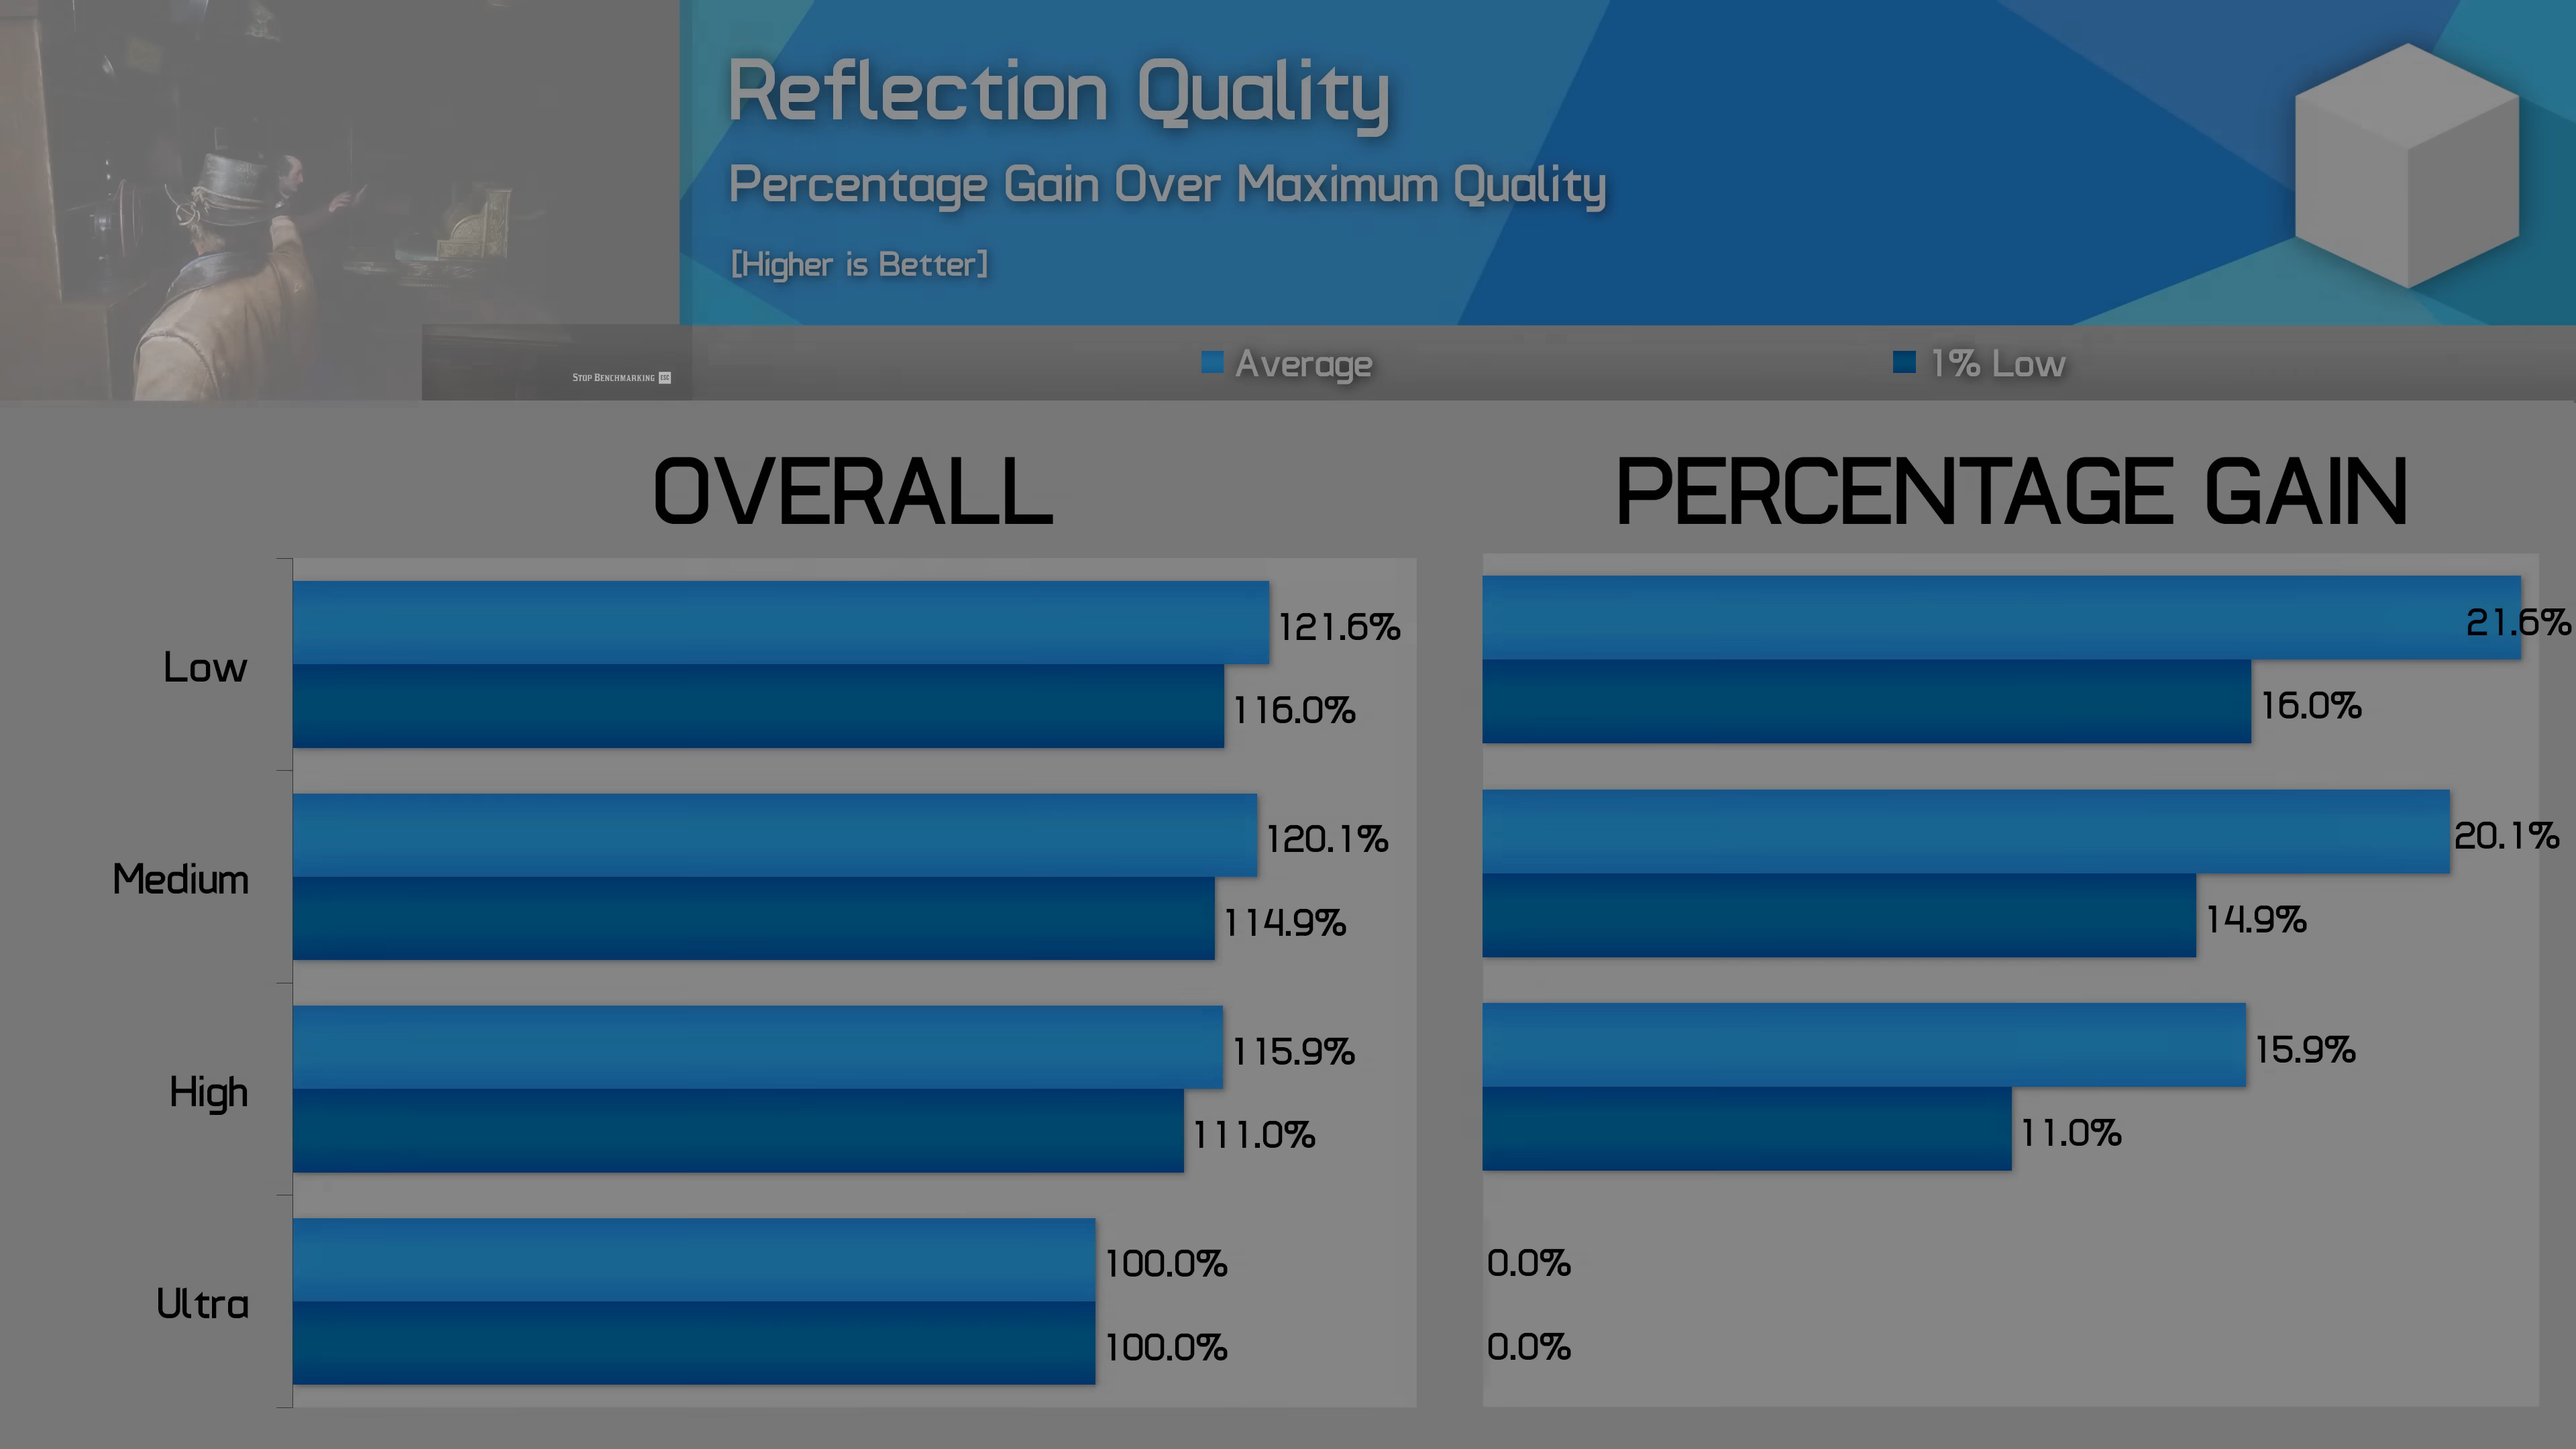 Reflection Quality
Percentage Gain Over Maximum Quality
[Higher is Better]
STOP BENCHMARKING ESC
Average
1% Low
OVERALL
PERCENTAGE GAIN
Low
121.6%
116.0%
21.6%
16.0%
Medium
120.1%
114.9%
20.1%
14.9%
High
115.9%
111.0%
15.9%
11.0%
Ultra
100.0%
100.0%
0.0%
0.0%